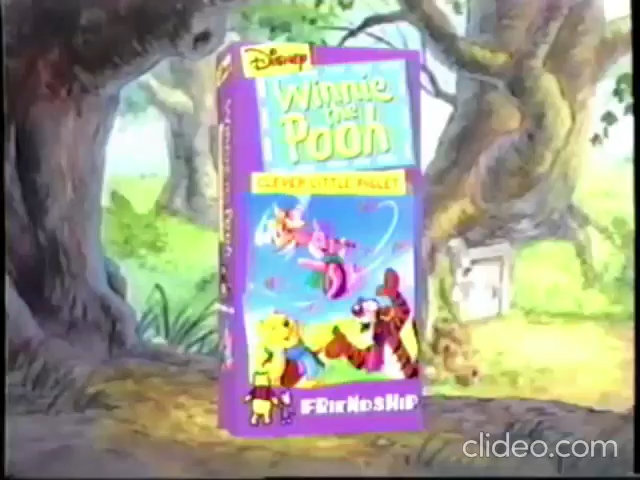 Disney
Winnie
the
Pooh
CLEVER LITTLE PIGLET
FRIENDSHIP
clideo.com